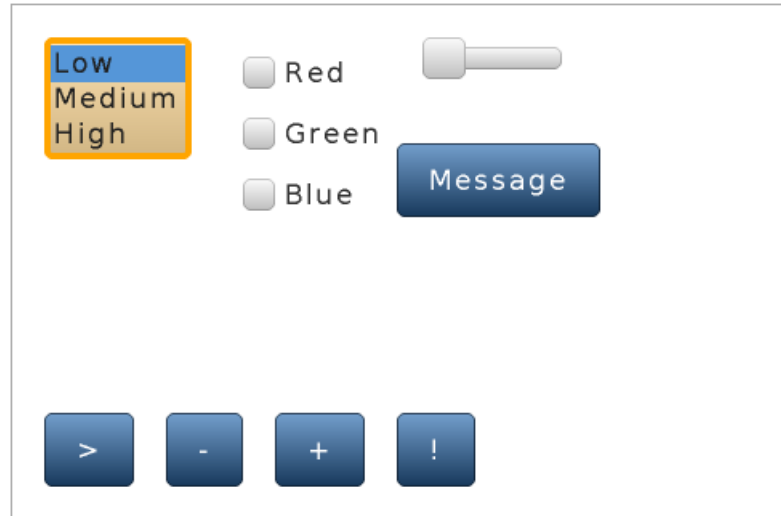 Low
Medium
High
Red
Green
Blue
Message
>
-
+
!